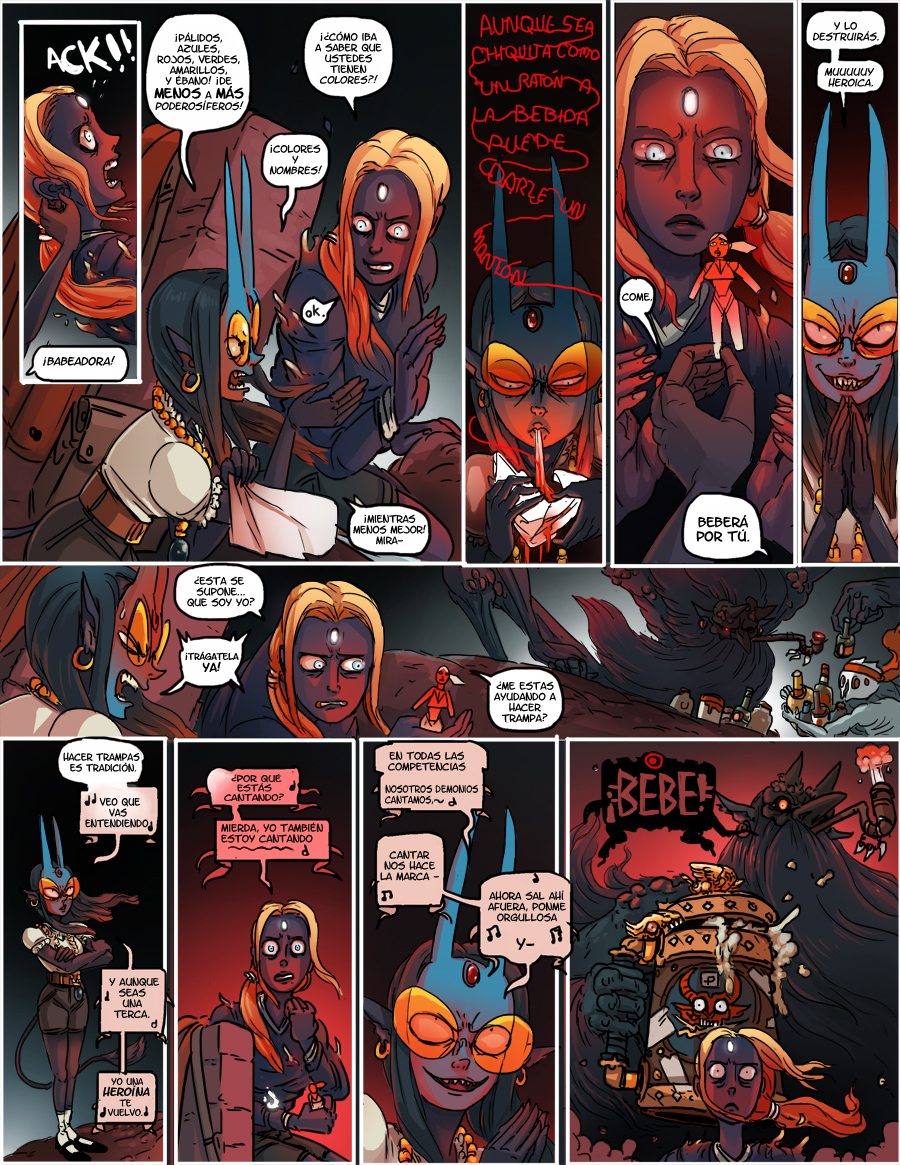 ACK!!
¡BABEADORA!
¡PÁLIDOS,
AZULES,
ROJOS, VERDES,
AMARILLOS,
Y ÉBANO! ¡DE
MENOS A MÁS
PODEROSÍFEROS!
¡COLORES
Y
NOMBRES!
¡¿CÓMO IBA
A SABER QUE
USTEDES
TIENEN
COLORES?!
OK.
¡MIENTRAS
MENOS MEJOR!
MIRA-
AUNQUE SEA
CHIQUITA COMO
UN RATÓN A
LA BEBIDA
PUEDE
DARLE UN
MONTÓN
COME.
BEBERÁ
POR TÚ.
Y LO
DESTRUIRÁS.
MUUUUUY
HEROICA.
¿ESTA SE
SUPONE...
QUE SOY YO?
¡TRÁGATELA
YA!
¿ME ESTAS
AYUDANDO A
HACER
TRAMPA?
HACER TRAMPAS
ES TRADICIÓN.
VEO QUE
VAS
ENTENDIENDO
Y AUNQUE
SEAS
UNA
TERCA.
YO UNA
HEROÍNA
TE
VUELVO.
¿POR QUÉ
ESTÁS
CANTANDO?
MIERDA, YO TAMBIÉN
ESTOY CANTANDO
EN TODAS LAS
COMPETENCIAS
NOSOTROS DEMONIOS
CANTAMOS,~
CANTAR
NOS HACE
LA MARCA -
AHORA SAL AHÍ
AFUERA, PONME
ORGULLOSA
Y-
¡BEBE!